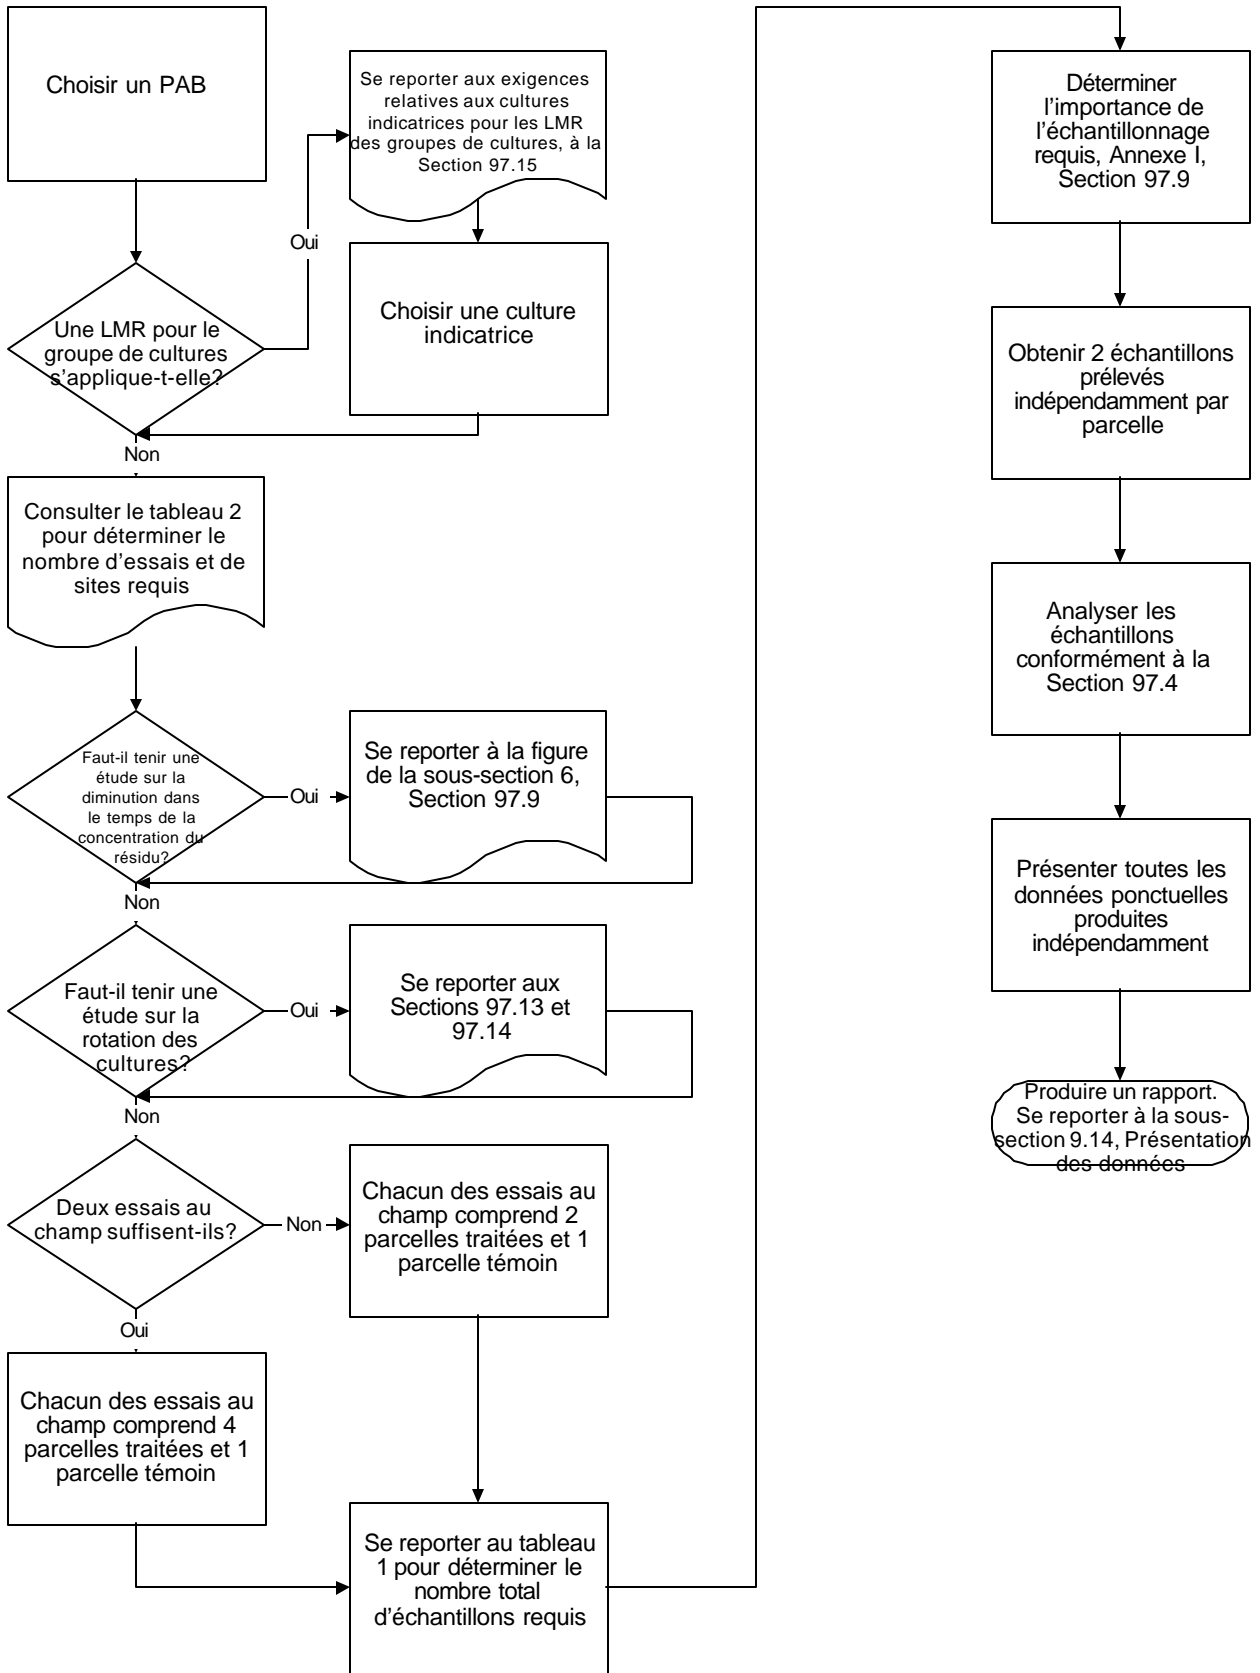 Choisir un PAB
Se reporter aux exigences
relatives aux cultures
indicatrices pour les LMR
des groupes de cultures, à la
Section 97.15
Oui
Choisir une culture
indicatrice
Une LMR pour le
groupe de cultures
s'applique-t-elle?
Non
Consulter le tableau 2
pour déterminer le
nombre d'essais et de
sites requis
Faut-il tenir une
étude sur la
diminution dans
le temps de la
concentration du
résidu?
Oui
Se reporter à la figure
de la sous-section 6,
Section 97.9
Non
Faut-il tenir une
étude sur la
rotation des
cultures?
Oui
Se reporter aux
Sections 97.13 et
97.14
Non
Deux essais au
champ suffisent-ils?
Non
Chacun des essais au
champ comprend 2
parcelles traitées et 1
parcelle témoin
Oui
Chacun des essais au
champ comprend 4
parcelles traitées et 1
parcelle témoin
Se reporter au tableau
1 pour déterminer le
nombre total
d'échantillons requis
Déterminer
l'importance de
l'échantillonnage
requis, Annexe I,
Section 97.9
Obtenir 2 échantillons
prélevés
indépendamment par
parcelle
Analyser les
échantillons
conformément à la
Section 97.4
Présenter toutes les
données ponctuelles
produites
indépendamment
Produire un rapport.
Se reporter à la sous-
section 9.14, Présentation
des données